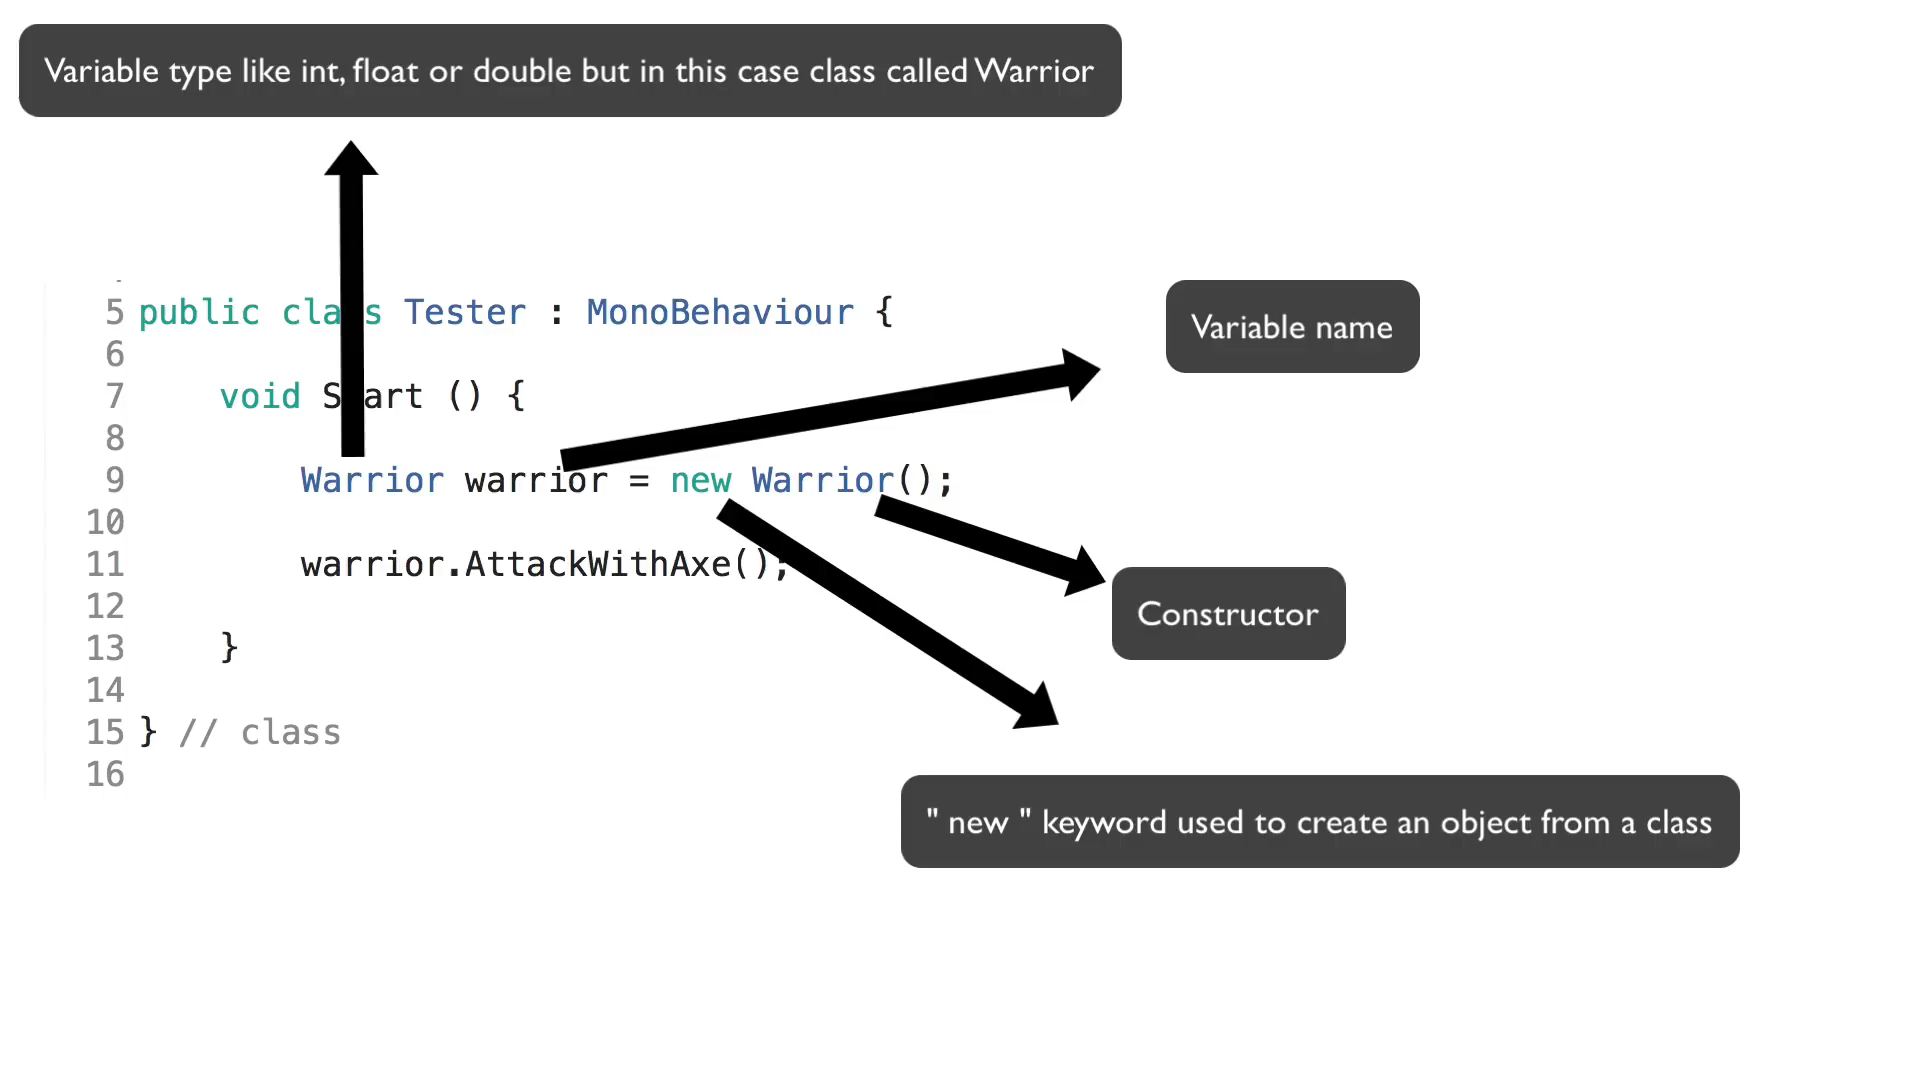 Variable type like int, float or double but in this case class called Warrior
5 public class Tester : MonoBehaviour {
Variable name
6
7 void Start () {
8
9 Warrior warrior = new Warrior();
10
11 warrior.AttackWithAxe();
12
Constructor
13 }
14
15 } // class
16
" new " keyword used to create an object from a class